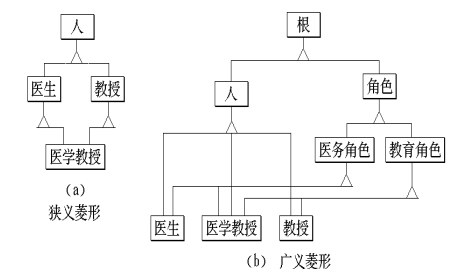 人
医生 教授
医学教授
(a)
狭义菱形
根
人 角色
医务角色 教育角色
医生 医学教授 教授
(b) 广义菱形